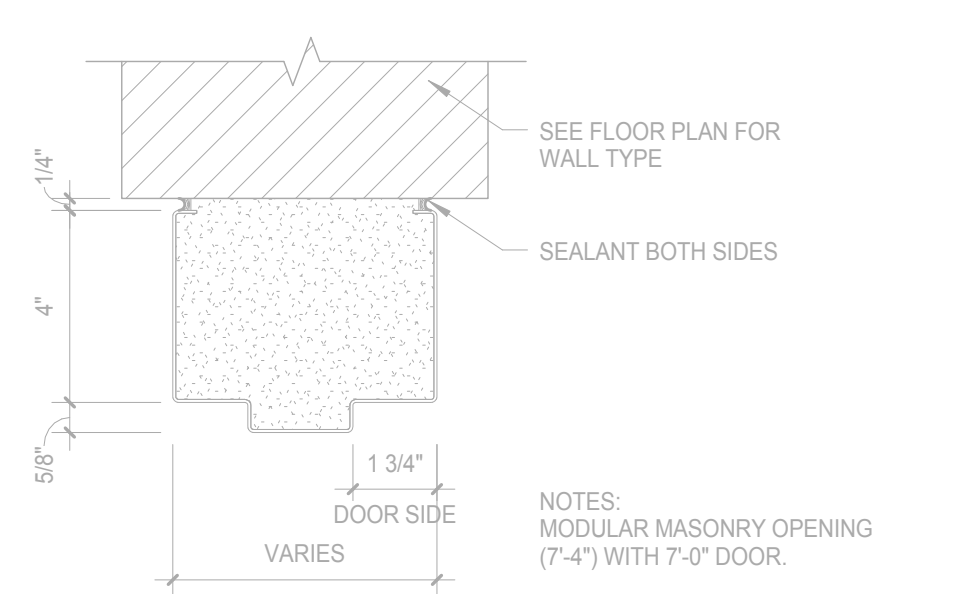 SEE FLOOR PLAN FOR
WALL TYPE
1/4"
SEALANT BOTH SIDES
4"
5/8"
1 3/4"
DOOR SIDE
VARIES
NOTES:
MODULAR MASONRY OPENING
(7'-4") WITH 7'-0" DOOR.